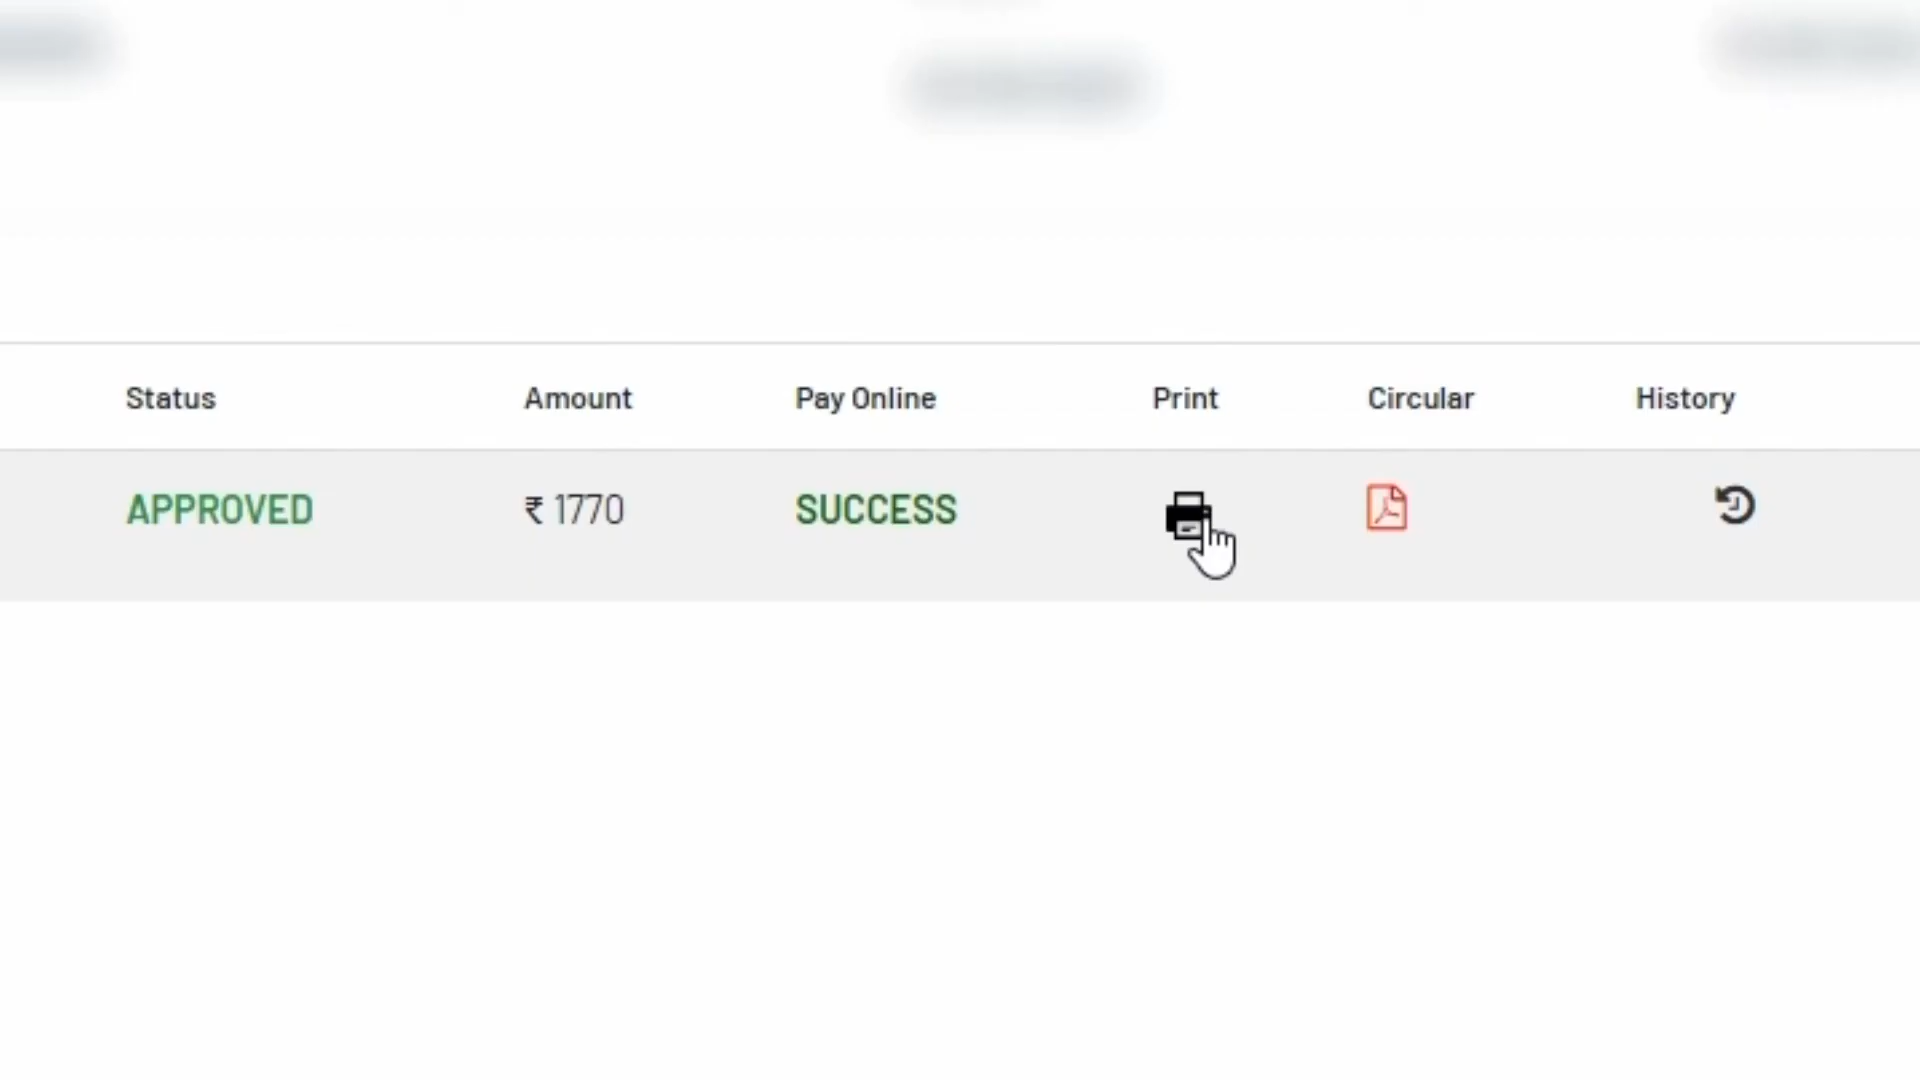 Status Amount Pay Online Print Circular History
APPROVED ₹ 1770 SUCCESS